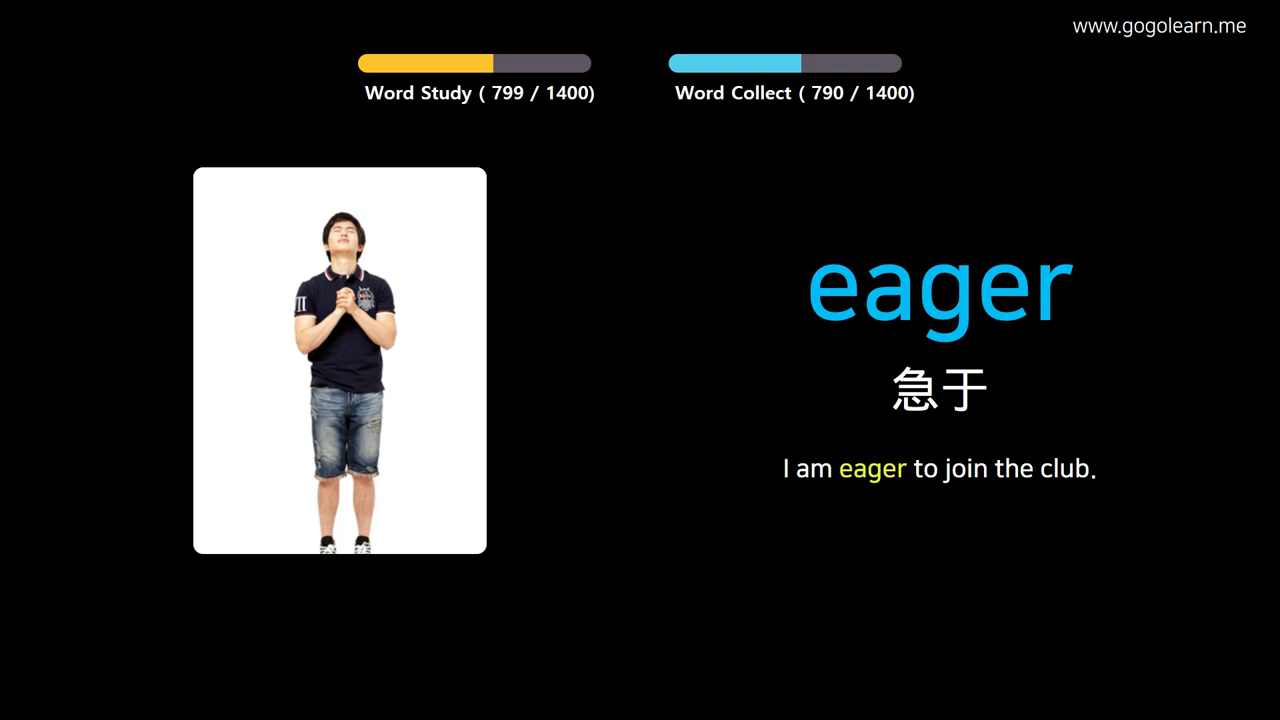 www.gogolearn.me
Word Study ( 799 / 1400)
Word Collect ( 790 / 1400)
eager
急于
I am eager to join the club.